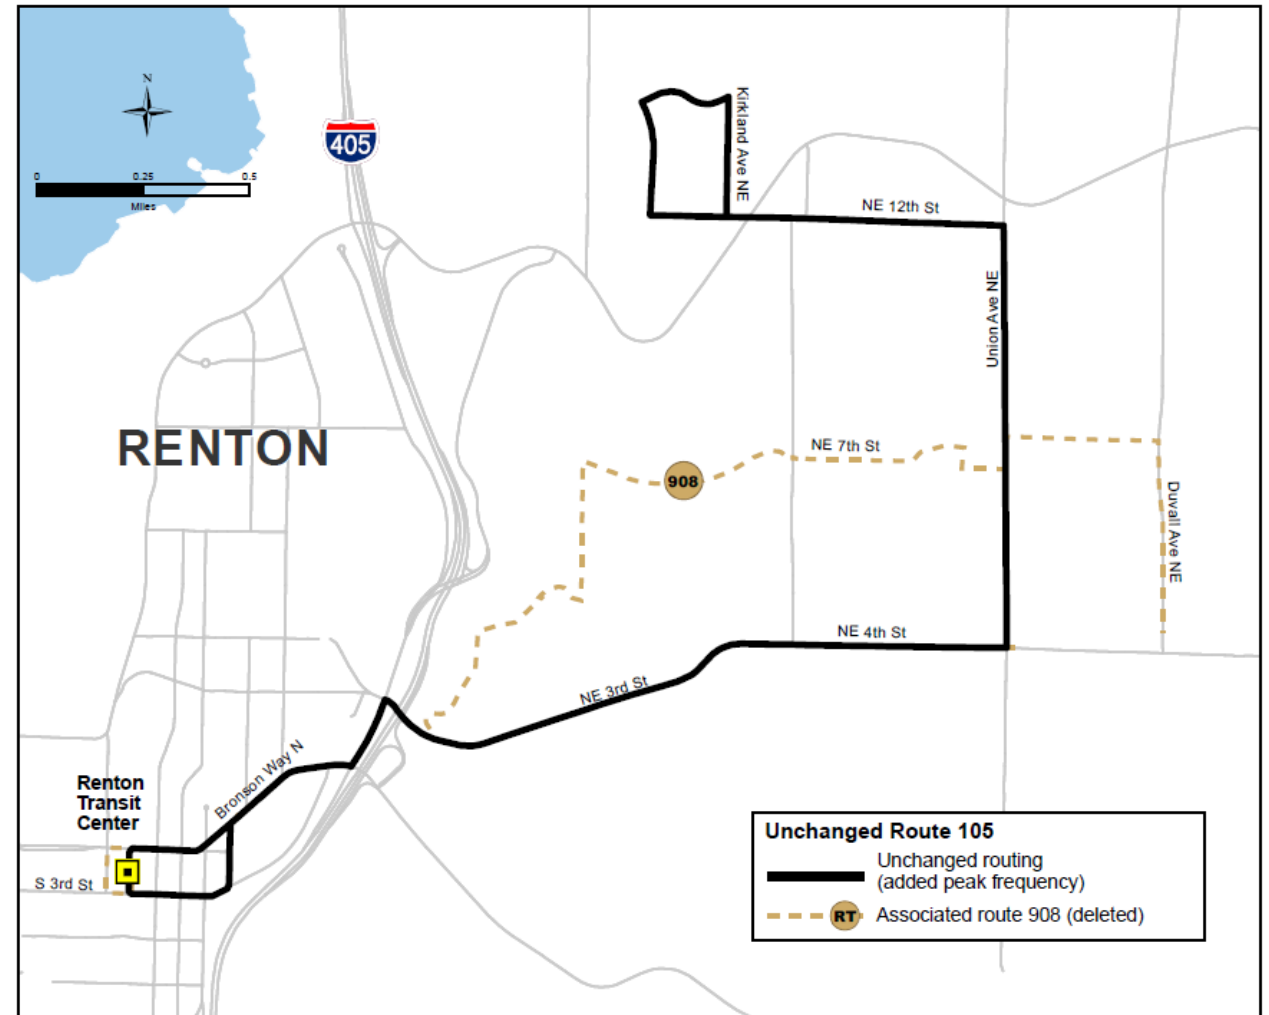 N
0 0.25 0.5
Miles
405
Kirkland Ave NE
NE 12th St
Union Ave NE
RENTON
NE 7th St
908
Duvall Ave NE
NE 4th St
NE 3rd St
Bronson Way N
Renton
Transit
Center
S 3rd St
Unchanged Route 105
Unchanged routing
(added peak frequency)
RT Associated route 908 (deleted)